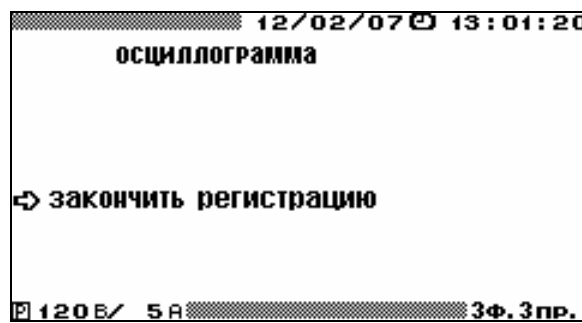 12/02/07 13:01:20
осциллограмма
закончить регистрацию
P 120В/ 5А 3ф.3пр.